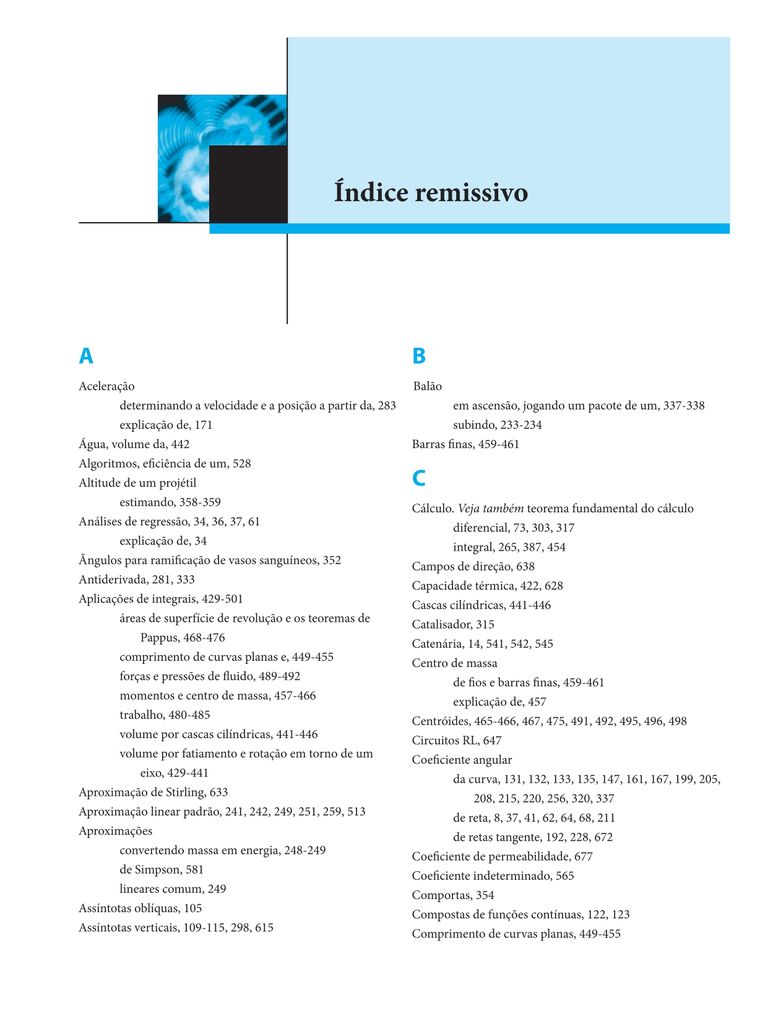 Índice remissivo
A
Aceleração
determinando a velocidade e a posição a partir da, 283
explicação de, 171
Água, volume da, 442
Algoritmos, eficiência de um, 528
Altitude de um projétil
estimando, 358-359
Análises de regressão, 34, 36, 37, 61
explicação de, 34
Ângulos para ramificação de vasos sanguíneos, 352
Antiderivada, 281, 333
Aplicações de integrais, 429-501
áreas de superfície de revolução e os teoremas de
Pappus, 468-476
comprimento de curvas planas e, 449-455
forças e pressões de fluido, 489-492
momentos e centro de massa, 457-466
trabalho, 480-485
volume por cascas cilíndricas, 441-446
volume por fatiamento e rotação em torno de um
eixo, 429-441
Aproximação de Stirling, 633
Aproximação linear padrão, 241, 242, 249, 251, 259, 513
Aproximações
convertendo massa em energia, 248-249
de Simpson, 581
lineares comum, 249
Assíntotas oblíquas, 105
Assíntotas verticais, 109-115, 298, 615
B
Balão
em ascensão, jogando um pacote de um, 337-338
subindo, 233-234
Barras finas, 459-461
C
Cálculo. Veja também teorema fundamental do cálculo
diferencial, 73, 303, 317
integral, 265, 387, 454
Campos de direção, 638
Capacidade térmica, 422, 628
Cascas cilíndricas, 441-446
Catalisador, 315
Catenária, 14, 541, 542, 545
Centro de massa
de fios e barras finas, 459-461
explicação de, 457
Centróides, 465-466, 467, 475, 491, 492, 495, 496, 498
Circuitos RL, 647
Coeficiente angular
da curva, 131, 132, 133, 135, 147, 161, 167, 199, 205,
208, 215, 220, 256, 320, 337
de reta, 8, 37, 41, 62, 64, 68, 211
de retas tangente, 192, 228, 672
Coeficiente de permeabilidade, 677
Coeficiente indeterminado, 565
Comportas, 354
Compostas de funções contínuas, 122, 123
Comprimento de curvas planas, 449-455